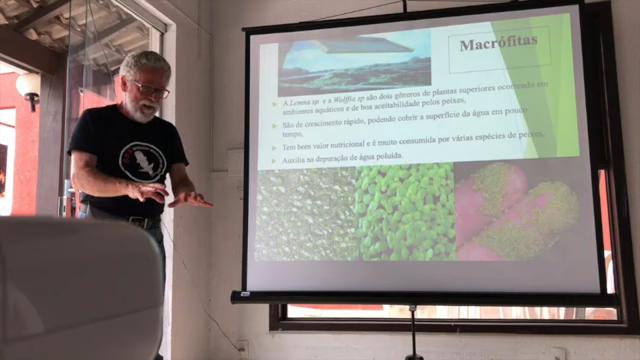 Macrófitas
A Lemna sp e a Wolffia sp são dois gêneros de plantas superiores ocorrendo em
ambientes aquáticos e de boa aceitabilidade pelos peixes.
São de crescimento rápido, podendo cobrir a superfície da água em pouco
tempo,
Tem bom valor nutricional e é muito consumida por várias espécies de peixes,
Auxilia na depuração de água poluída.